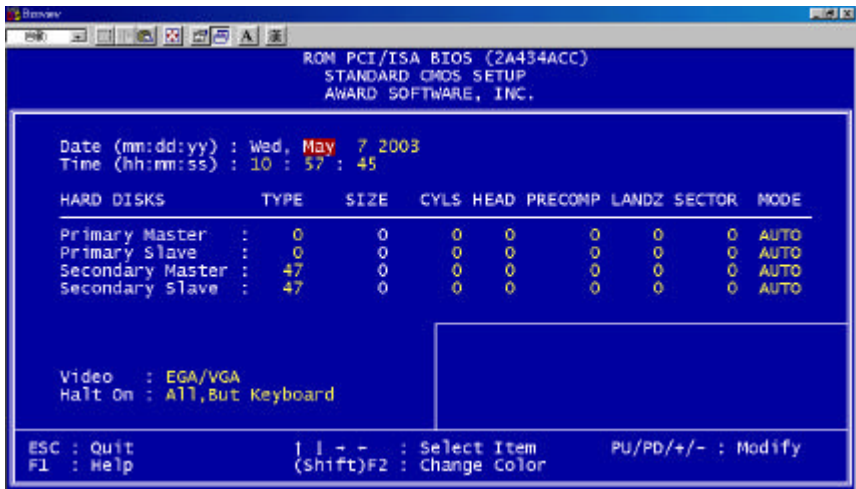 ROM PCI/ISA BIOS (2A434ACC)
STANDARD CMOS SETUP
AWARD SOFTWARE, INC.
Date (mm:dd:yy) : Wed, May 7 2003
Time (hh:mm:ss) : 10 : 57 : 45
HARD DISKS TYPE SIZE CYLS HEAD PRECOMP LANDZ SECTOR MODE
Primary Master : 0 0 0 0 0 0 0 AUTO
Primary Slave : 0 0 0 0 0 0 0 AUTO
Secondary Master : 47 0 0 0 0 0 0 AUTO
Secondary Slave : 47 0 0 0 0 0 0 AUTO
Video : EGA/VGA
Halt On : All,But Keyboard
ESC : Quit ↑ ↓ → ← : Select Item PU/PD/+/- : Modify
F1 : Help (Shift)F2 : Change Color